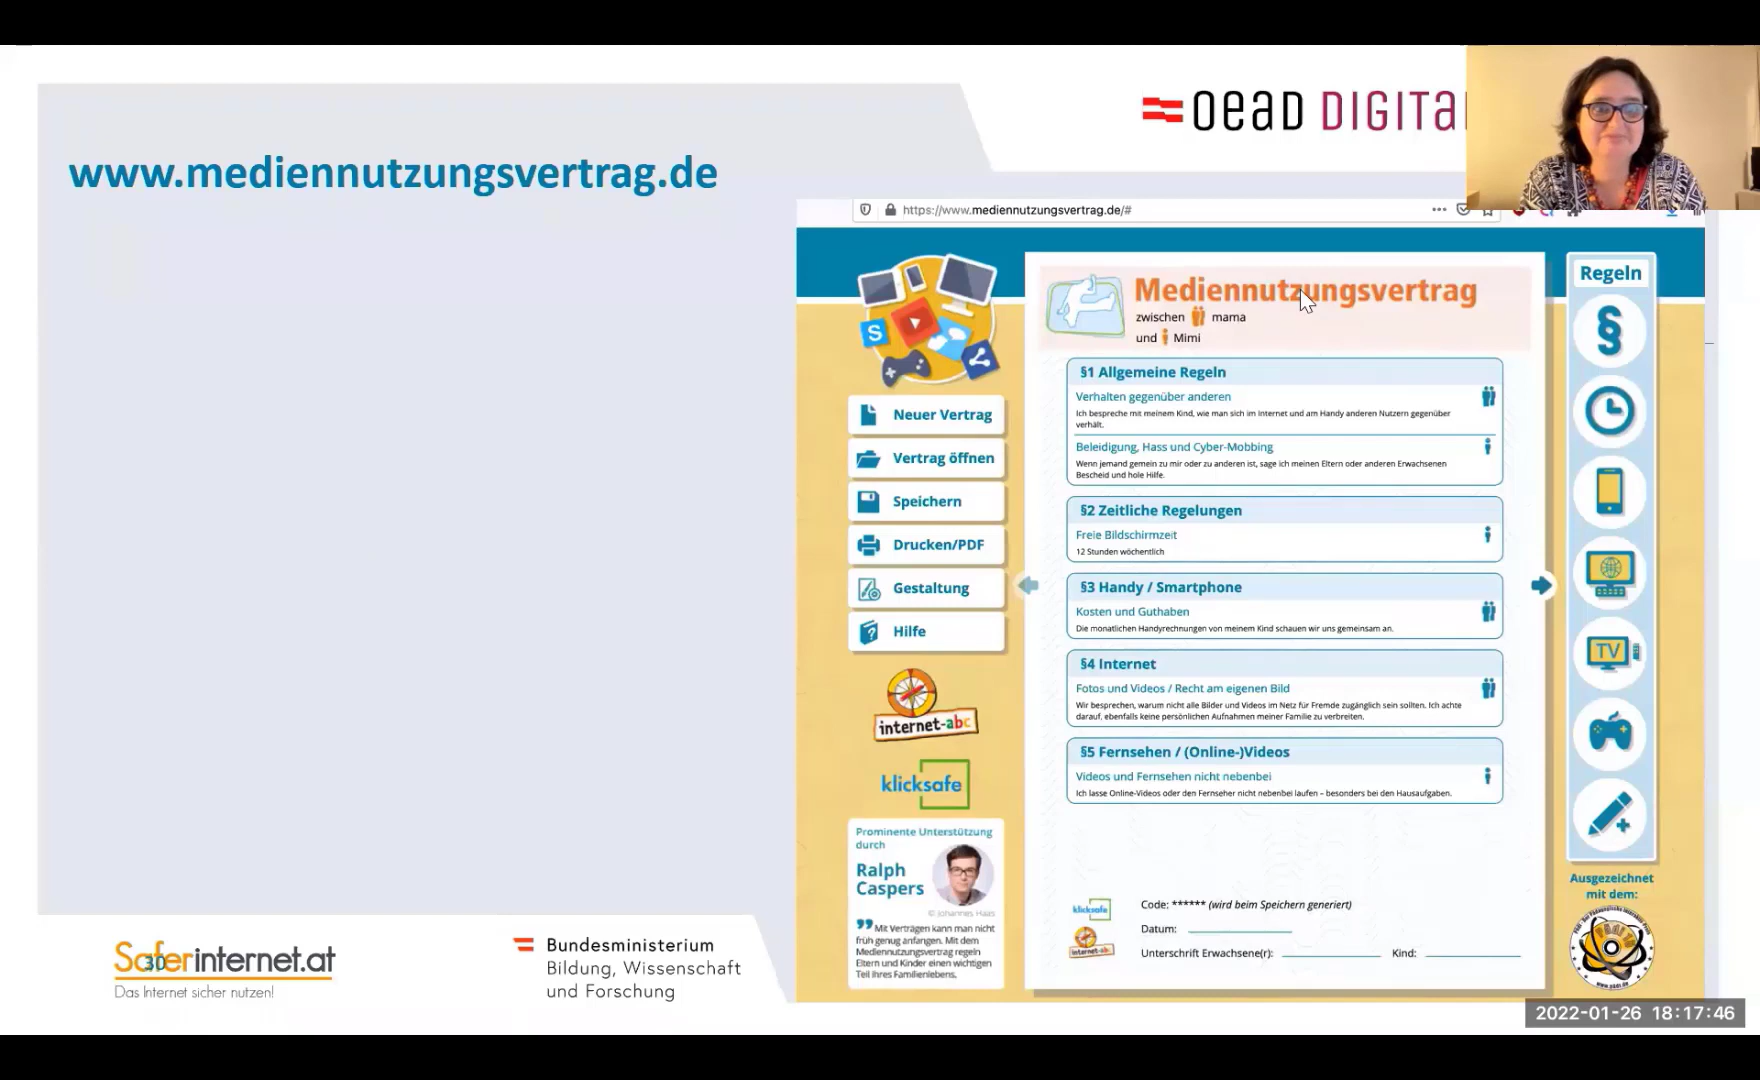 oead DIGITA
www.mediennutzungsvertrag.de
https://www.mediennutzungsvertrag.de/#
Neuer Vertrag
Vertrag öffnen
Speichern
Drucken/PDF
Gestaltung
Hilfe
internet-abc
klicksafe
Prominente Unterstützung
durch
Ralph
Caspers
© Johannes Haas
Mit Verträgen kann man nicht
früh genug anfangen. Mit dem
Mediennutzungsvertrag regeln
Eltern und Kinder einen wichtigen
Teil ihres Familienlebens.
Mediennutzungsvertrag
zwischen mama
und Mimi
§1 Allgemeine Regeln
Verhalten gegenüber anderen
Ich bespreche mit meinem Kind, wie man sich im Internet und am Handy anderen Nutzern gegenüber
verhält.
Beleidigung, Hass und Cyber-Mobbing
Wenn jemand gemein zu mir oder zu anderen ist, sage ich meinen Eltern oder anderen Erwachsenen
Bescheid und hole Hilfe.
§2 Zeitliche Regelungen
Freie Bildschirmzeit
12 Stunden wöchentlich
§3 Handy / Smartphone
Kosten und Guthaben
Die monatlichen Handyrechnungen von meinem Kind schauen wir uns gemeinsam an.
§4 Internet
Fotos und Videos / Recht am eigenen Bild
Wir besprechen, warum nicht alle Bilder und Videos im Netz für Fremde zugänglich sein sollten. Ich achte
darauf, ebenfalls keine persönlichen Aufnahmen meiner Familie zu verbreiten.
§5 Fernsehen / (Online-)Videos
Videos und Fernsehen nicht nebenbei
Ich lasse Online-Videos oder den Fernseher nicht nebenbei laufen – besonders bei den Hausaufgaben.
klicksafe
internet-abc
Code: ****** (wird beim Speichern generiert)
Datum:
Unterschrift Erwachsene(r): Kind:
Regeln
§
TV
Ausgezeichnet
mit dem:
Saferinternet.at
30
Das Internet sicher nutzen!
Bundesministerium
Bildung, Wissenschaft
und Forschung
2022-01-26 18:17:46